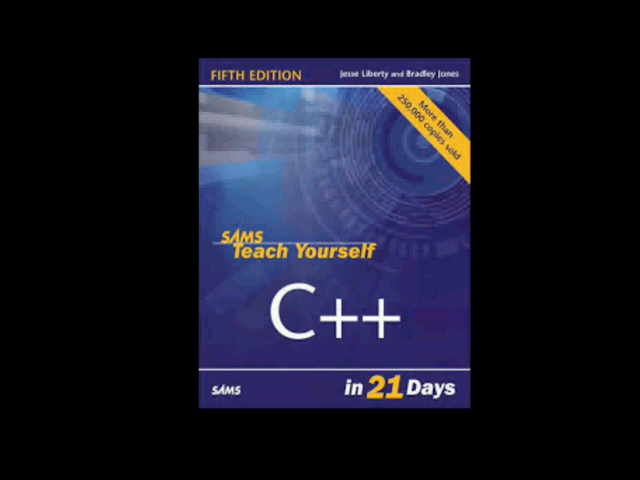 FIFTH EDITION
Jesse Liberty and Bradley Jones
More than
250,000 copies sold
SAMS
Teach Yourself
C++
SAMS
in 21 Days